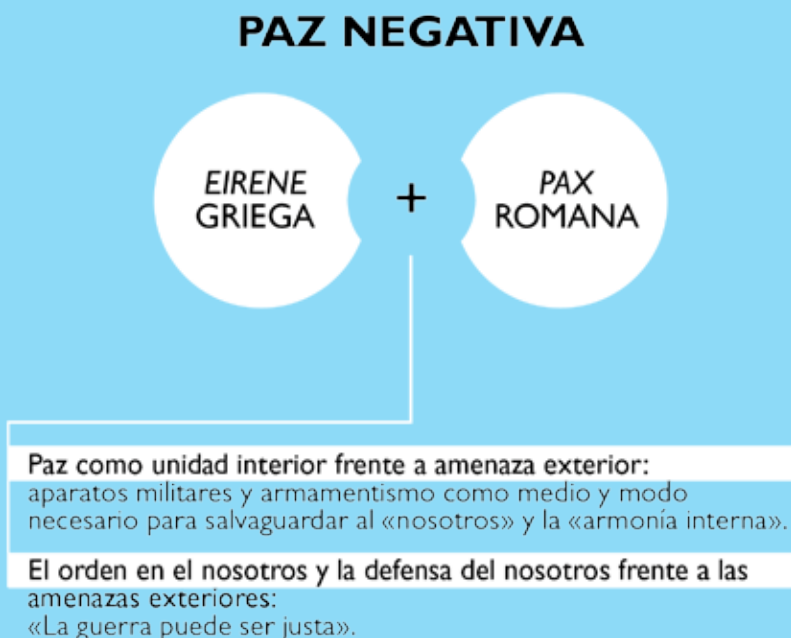 PAZ NEGATIVA
EIRENE
GRIEGA
+
PAX
ROMANA
Paz como unidad interior frente a amenaza exterior:
aparatos militares y armamentismo como medio y modo
necesario para salvaguardar al «nosotros» y la «armonía interna».
El orden en el nosotros y la defensa del nosotros frente a las
amenazas exteriores:
«La guerra puede ser justa».